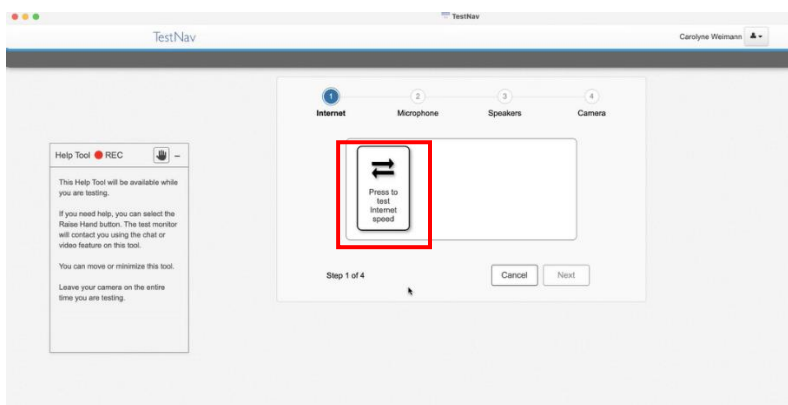 TestNav
TestNav
Carolyne Weimann
1
2
3
4
Internet
Microphone
Speakers
Camera
Help Tool REC
This Help Tool will be available while
you are testing.
If you need help, you can select the
Raise Hand button. The test monitor
will contact you using the chat or
video feature on this tool.
You can move or minimize this tool.
Leave your camera on the entire
time you are testing.
Press to
test
Internet
speed
Step 1 of 4
Cancel
Next